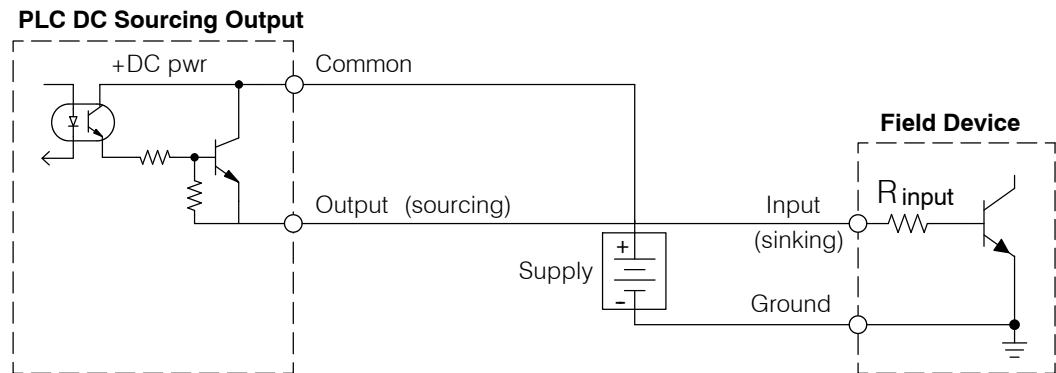 PLC DC Sourcing Output
+DC pwr
Common
Field Device
R input
Output (sourcing)
Input
(sinking)
+
Supply
-
Ground